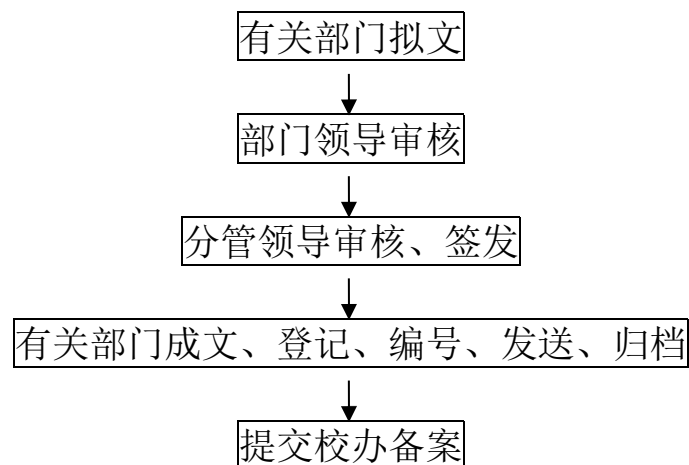 有关部门拟文
部门领导审核
分管领导审核、签发
有关部门成文、登记、编号、发送、归档
提交校办备案